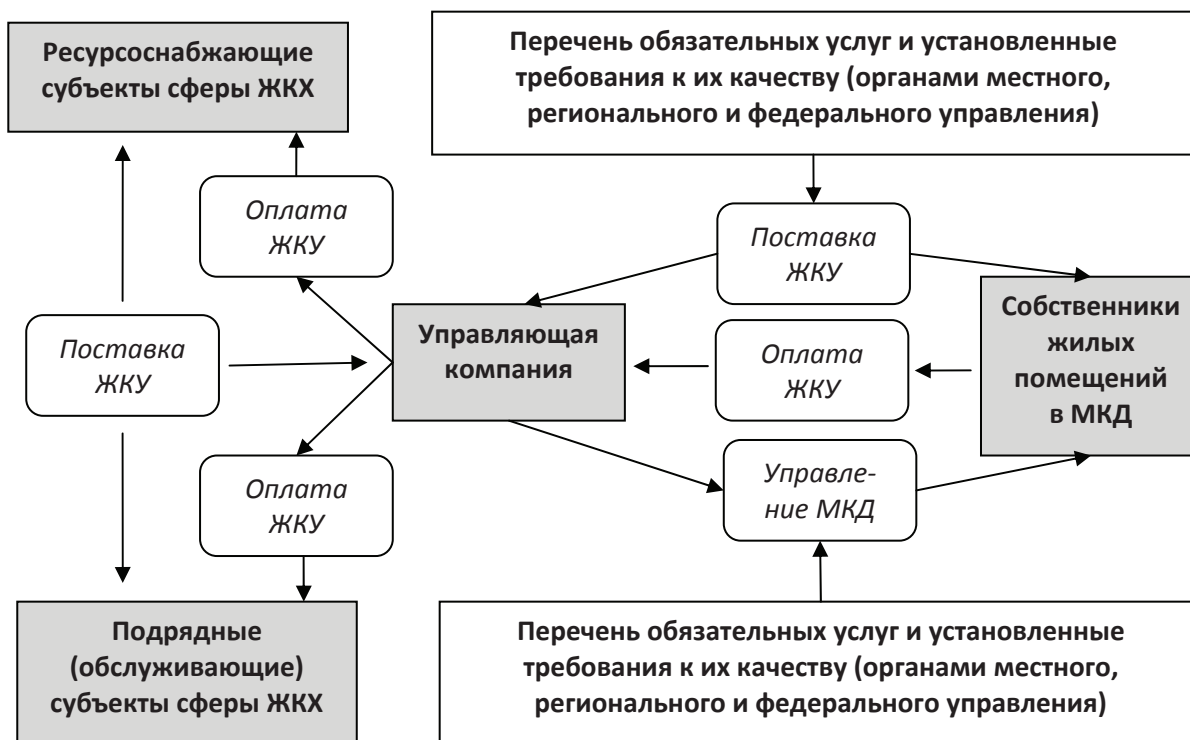 Ресурсоснабжающие
субъекты сферы ЖКХ
Перечень обязательных услуг и установленные
требования к их качеству (органами местного,
регионального и федерального управления)
Оплата
ЖКУ
Поставка
ЖКУ
Поставка
ЖКУ
Управляющая
компания
Оплата
ЖКУ
Собственники
жилых
помещений
в МКД
Оплата
ЖКУ
Управле-
ние МКД
Подрядные
(обслуживающие)
субъекты сферы ЖКХ
Перечень обязательных услуг и установленные
требования к их качеству (органами местного,
регионального и федерального управления)